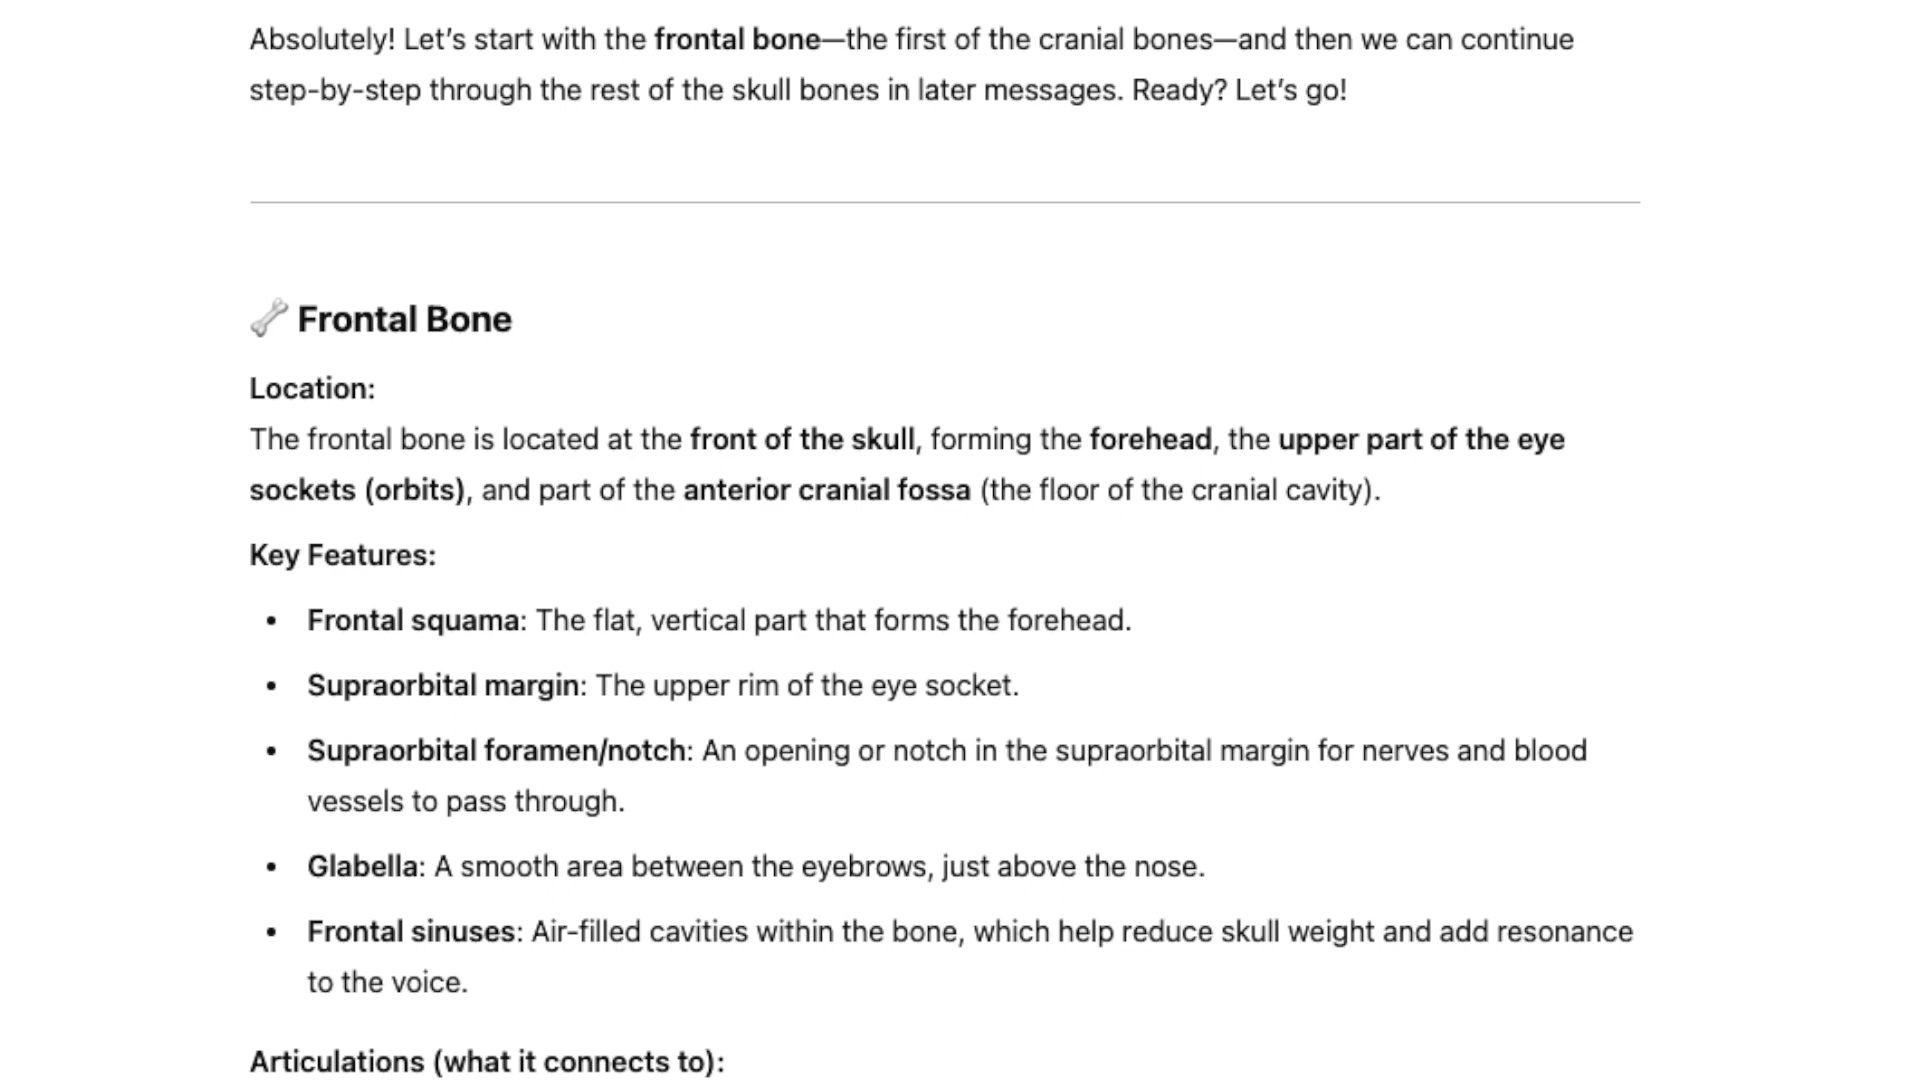 Absolutely! Let’s start with the frontal bone—the first of the cranial bones—and then we can continue
step-by-step through the rest of the skull bones in later messages. Ready? Let’s go!
Frontal Bone
Location:
The frontal bone is located at the front of the skull, forming the forehead, the upper part of the eye
sockets (orbits), and part of the anterior cranial fossa (the floor of the cranial cavity).
Key Features:
• Frontal squama: The flat, vertical part that forms the forehead.
• Supraorbital margin: The upper rim of the eye socket.
• Supraorbital foramen/notch: An opening or notch in the supraorbital margin for nerves and blood
vessels to pass through.
• Glabella: A smooth area between the eyebrows, just above the nose.
• Frontal sinuses: Air-filled cavities within the bone, which help reduce skull weight and add resonance
to the voice.
Articulations (what it connects to):